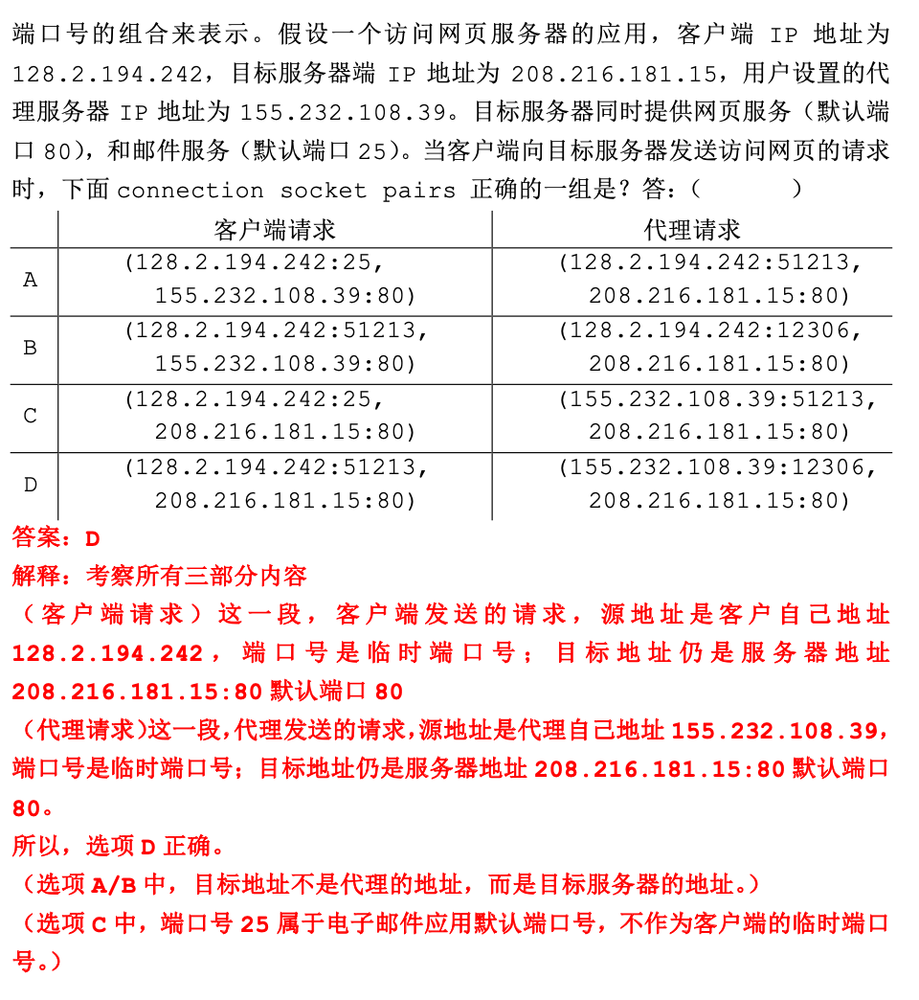 端口号的组合来表示。假设一个访问网页服务器的应用，客户端 IP 地址为
128.2.194.242，目标服务器端 IP 地址为 208.216.181.15，用户设置的代
理服务器 IP 地址为 155.232.108.39。目标服务器同时提供网页服务（默认端
口 80），和邮件服务（默认端口 25）。当客户端向目标服务器发送访问网页的请求
时，下面 connection socket pairs 正确的一组是？答：（ ）
客户端请求 代理请求
A (128.2.194.242:25, (128.2.194.242:51213,
155.232.108.39:80) 208.216.181.15:80)
B (128.2.194.242:51213, (128.2.194.242:12306,
155.232.108.39:80) 208.216.181.15:80)
C (128.2.194.242:25, (155.232.108.39:51213,
208.216.181.15:80) 208.216.181.15:80)
D (128.2.194.242:51213, (155.232.108.39:12306,
208.216.181.15:80) 208.216.181.15:80)
答案：D
解释：考察所有三部分内容
（客户端请求）这一段，客户端发送的请求，源地址是客户自己地址
128.2.194.242，端口号是临时端口号；目标地址仍是服务器地址
208.216.181.15:80 默认端口 80
（代理请求）这一段，代理发送的请求，源地址是代理自己地址 155.232.108.39，
端口号是临时端口号；目标地址仍是服务器地址 208.216.181.15:80 默认端口
80。
所以，选项 D 正确。
（选项 A/B 中，目标地址不是代理的地址，而是目标服务器的地址。）
（选项 C 中，端口号 25 属于电子邮件应用默认端口号，不作为客户端的临时端口
号。）